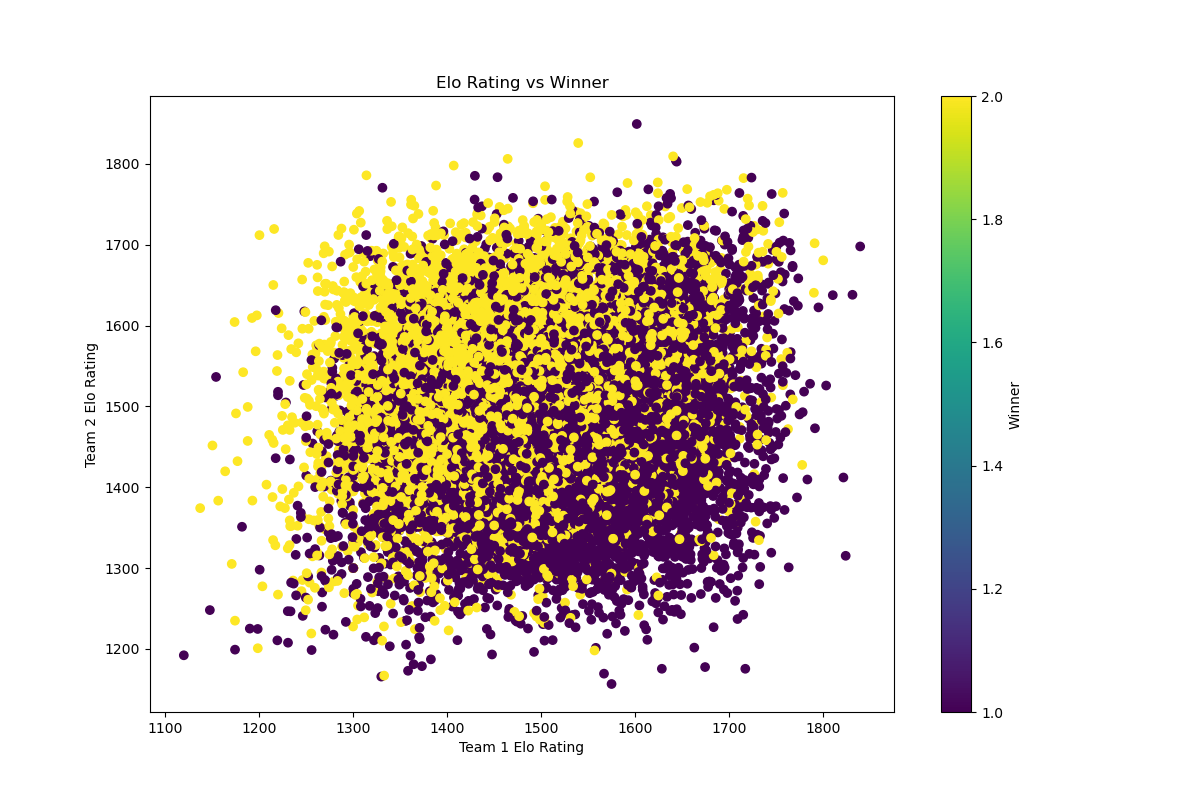 Elo Rating vs Winner
Team 2 Elo Rating
1800
1700
1600
1500
1400
1300
1200
1100 1200 1300 1400 1500 1600 1700 1800
Team 1 Elo Rating
2.0
1.8
1.6
1.4
1.2
1.0
Winner